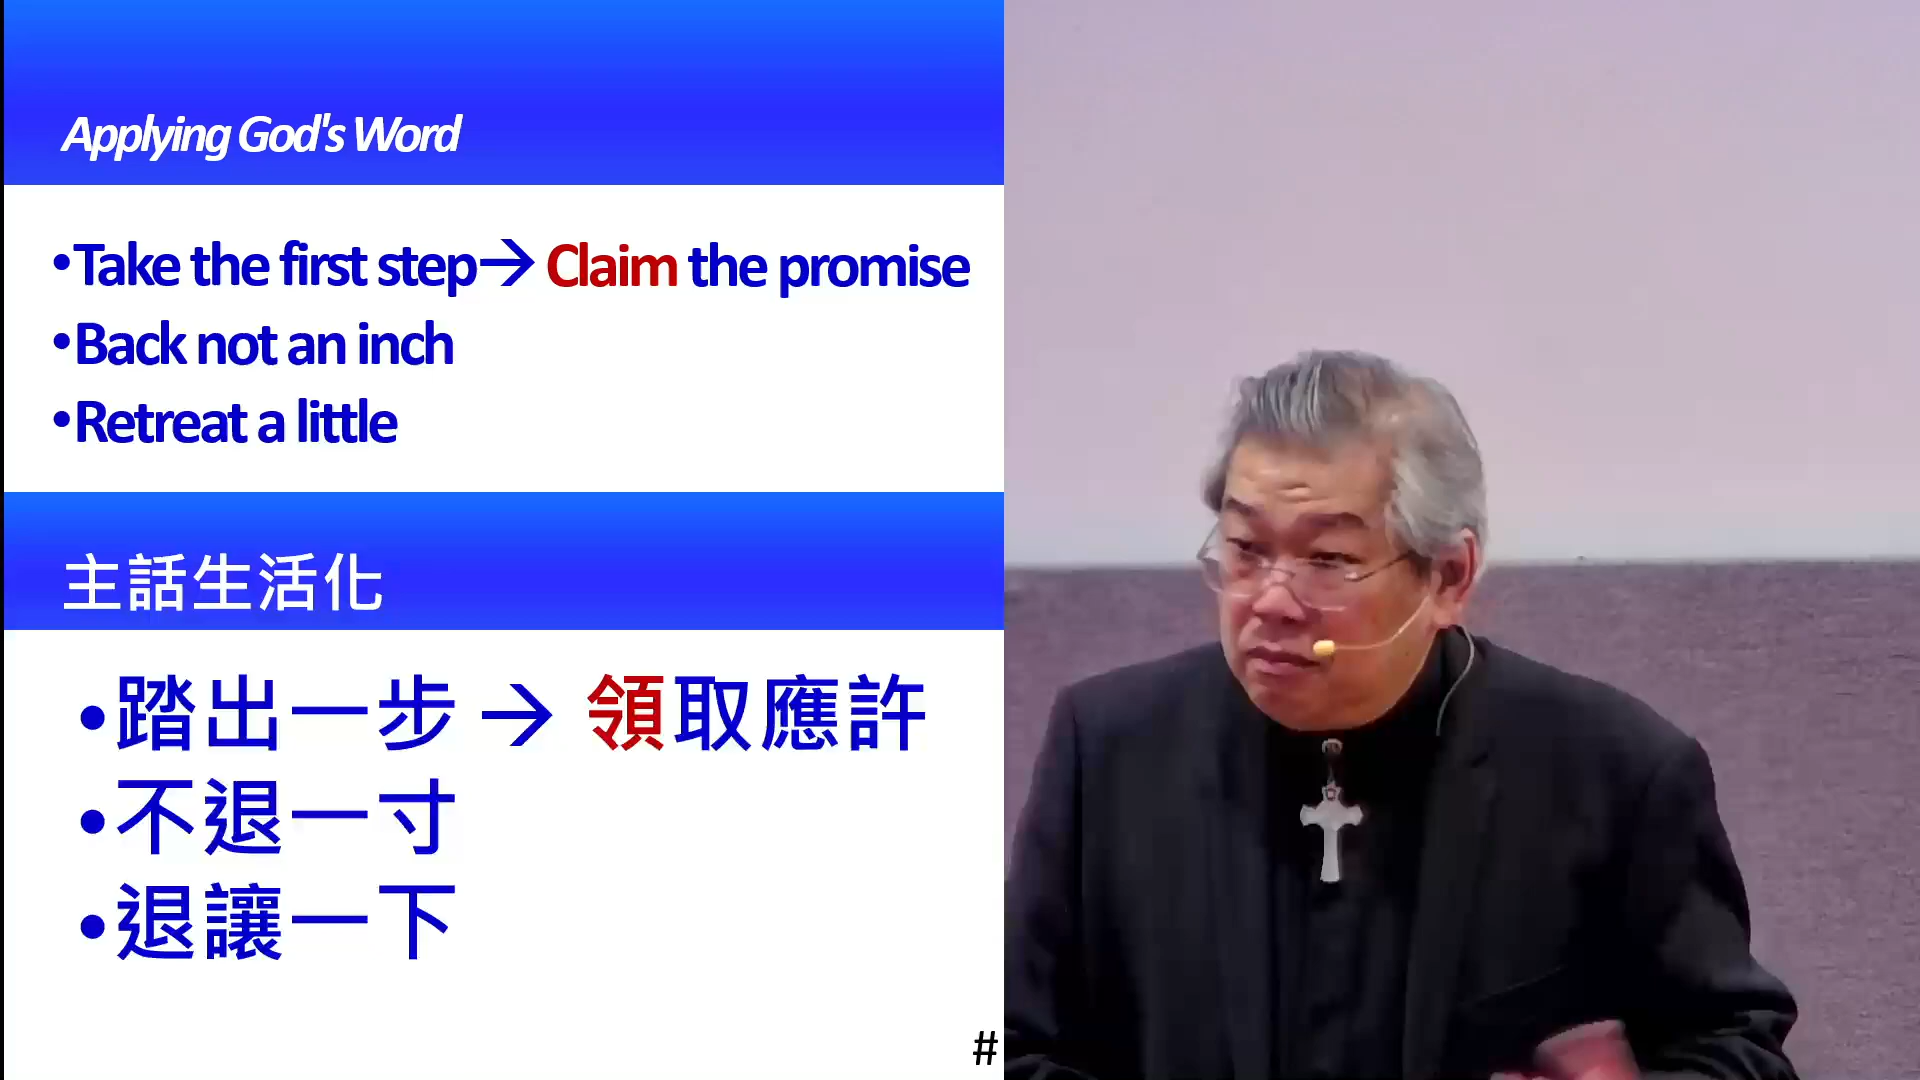 Applying God's Word
•Take the first step→ Claim the promise
•Back not an inch
•Retreat a little
主話生活化
•踏出一步 → 領取應許
•不退一寸
•退讓一下
#